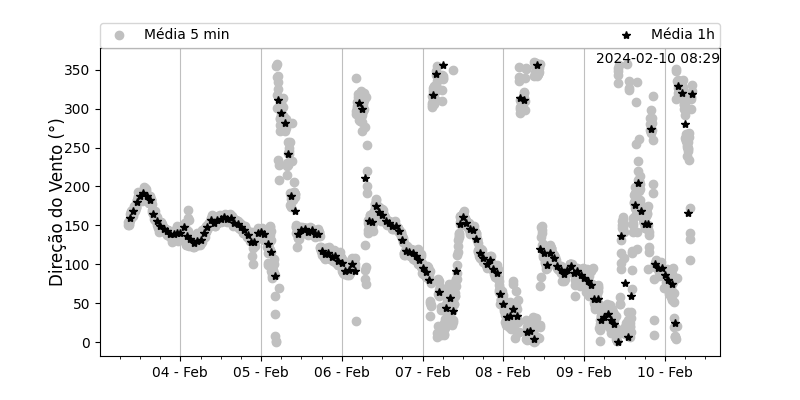 Média 5 min
Média 1h
2024-02-10 08:29
Direção do Vento (°)
350
300
250
200
150
100
50
0
04 - Feb
05 - Feb
06 - Feb
07 - Feb
08 - Feb
09 - Feb
10 - Feb